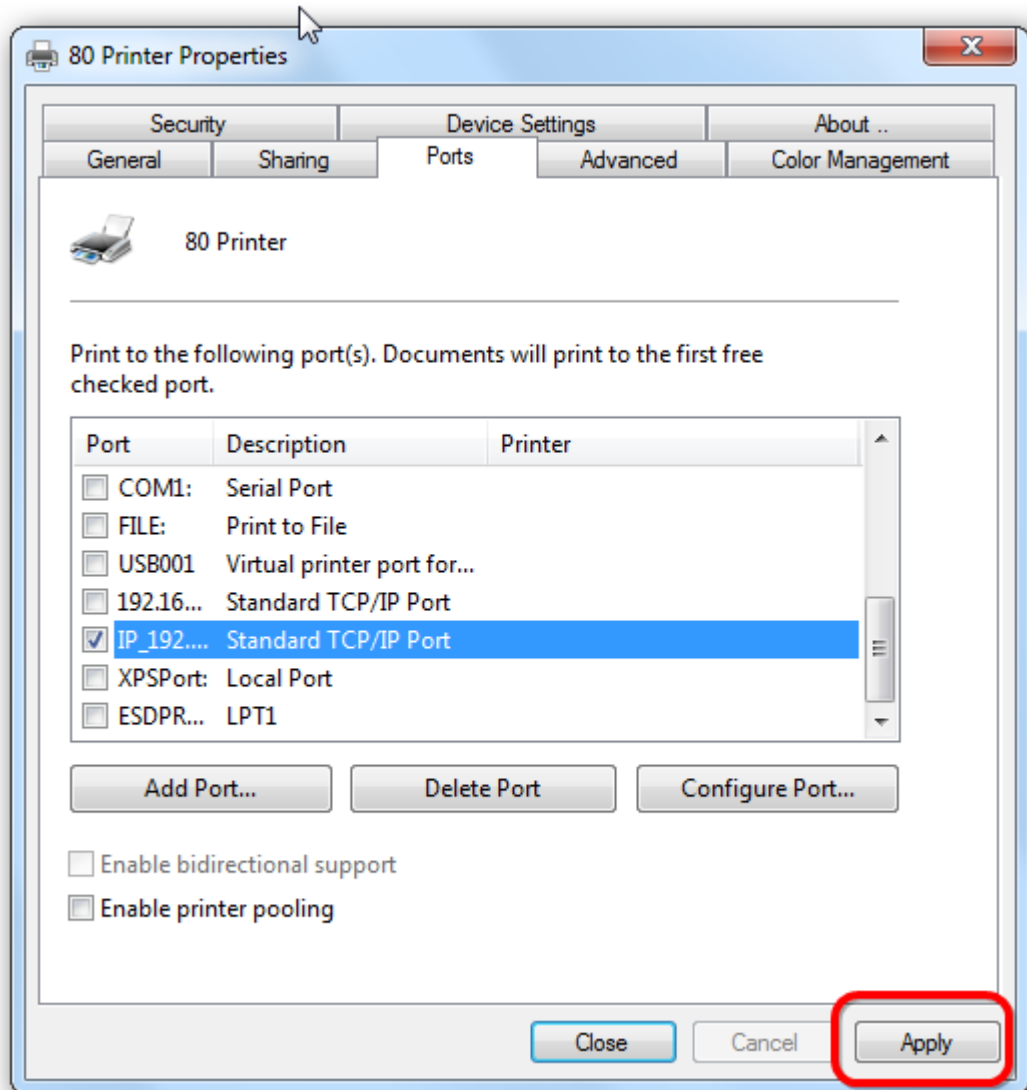 80 Printer Properties
Security Device Settings About ..
General Sharing Ports Advanced Color Management
80 Printer
Print to the following port(s). Documents will print to the first free
checked port.
Port Description Printer
COM1: Serial Port
FILE: Print to File
USB001 Virtual printer port for...
192.16... Standard TCP/IP Port
IP_192.... Standard TCP/IP Port
XPSPort: Local Port
ESDPR... LPT1
Add Port... Delete Port Configure Port...
Enable bidirectional support
Enable printer pooling
Close Cancel Apply